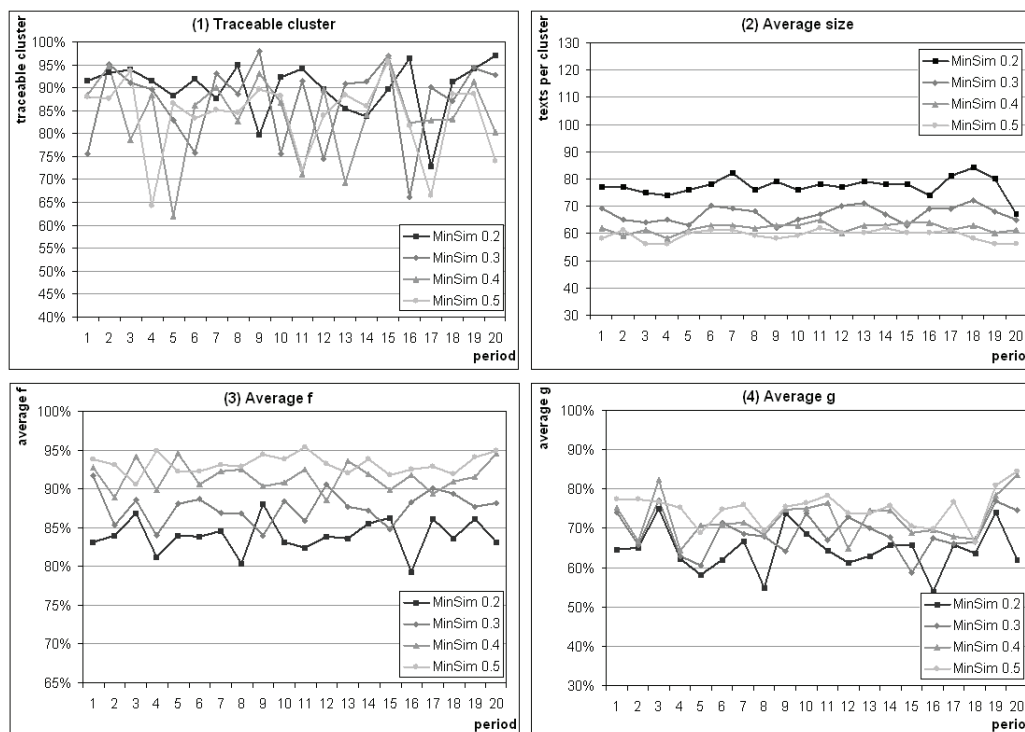 (1) Traceable cluster
traceable cluster
100%
95%
90%
85%
80%
75%
70%
65%
60%
55%
50%
45%
40%
MinSim 0.2
MinSim 0.3
MinSim 0.4
MinSim 0.5
1 2 3 4 5 6 7 8 9 10 11 12 13 14 15 16 17 18 19 20
period
(2) Average size
texts per cluster
130
120
110
100
90
80
70
60
50
40
30
MinSim 0.2
MinSim 0.3
MinSim 0.4
MinSim 0.5
1 2 3 4 5 6 7 8 9 10 11 12 13 14 15 16 17 18 19 20
period
(3) Average f
average f
100%
95%
90%
85%
80%
75%
70%
65%
MinSim 0.2
MinSim 0.3
MinSim 0.4
MinSim 0.5
1 2 3 4 5 6 7 8 9 10 11 12 13 14 15 16 17 18 19 20
period
(4) Average g
average g
100%
90%
80%
70%
60%
50%
40%
30%
MinSim 0.2
MinSim 0.3
MinSim 0.4
MinSim 0.5
1 2 3 4 5 6 7 8 9 10 11 12 13 14 15 16 17 18 19 20
period